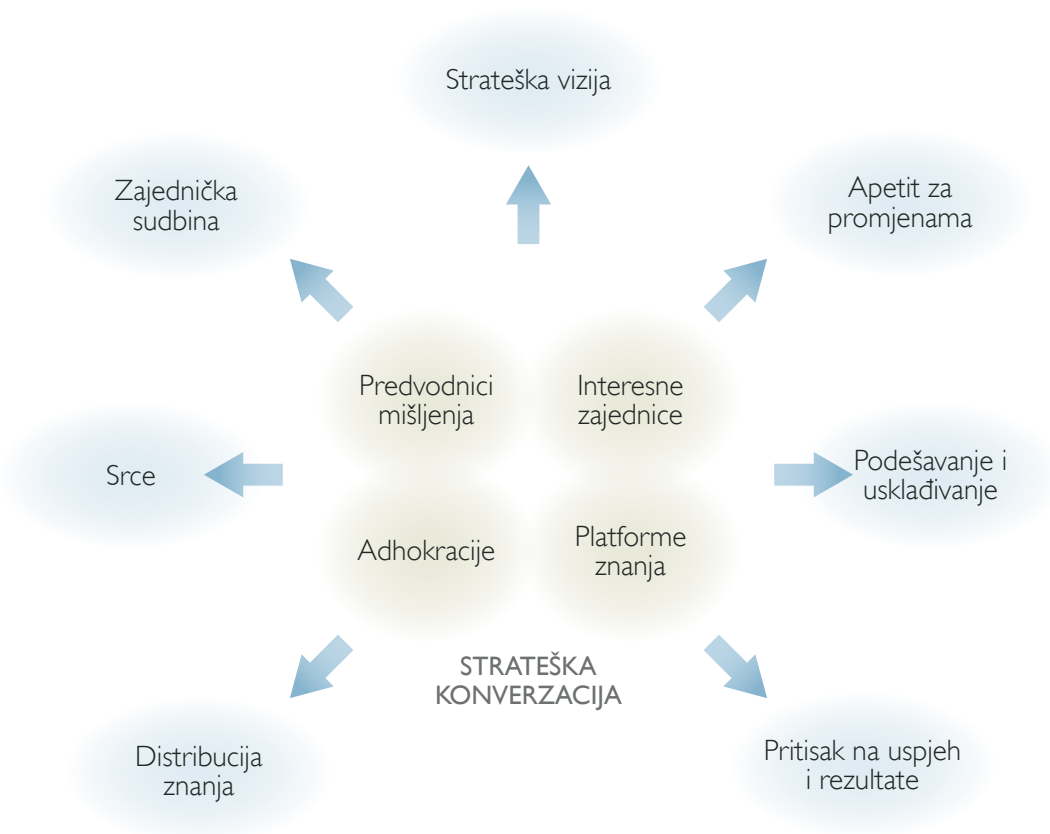 Strateška vizija
Zajednička
sudbina
Apetit za
promjenama
Predvodnici
mišljenja
Interesne
zajednice
Srce
Podešavanje i
usklađivanje
Adhokracije
Platforme
znanja
STRATEŠKA
KONVERZACIJA
Distribucija
znanja
Pritisak na uspjeh
i rezultate